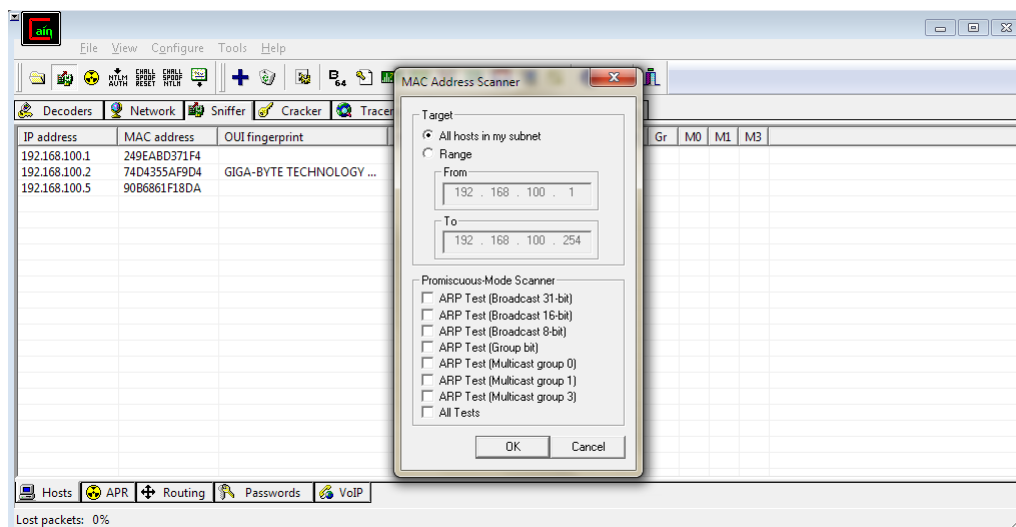 Cain
File View Configure Tools Help
NTLM AUTH CHALL SPOOF RESET CHALL SPOOF NTLM B64
MAC Address Scanner
Decoders Network Sniffer Cracker
IP address MAC address OUI fingerprint Gr M0 M1 M3
192.168.100.1 249EABD371F4
192.168.100.2 74D4355AF9D4 GIGA-BYTE TECHNOLOGY ...
192.168.100.5 90B6861F18DA
Target
All hosts in my subnet
Range
From
192 . 168 . 100 . 1
To
192 . 168 . 100 . 254
Promiscuous-Mode Scanner
ARP Test (Broadcast 31-bit)
ARP Test (Broadcast 16-bit)
ARP Test (Broadcast 8-bit)
ARP Test (Group bit)
ARP Test (Multicast group 0)
ARP Test (Multicast group 1)
ARP Test (Multicast group 3)
All Tests
OK Cancel
Hosts APR Routing Passwords VoIP
Lost packets: 0%